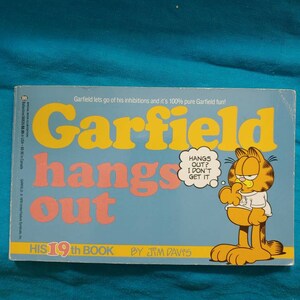 Garfield lets go of his inhibitions and it's 100% pure Garfield fun!
Garfield
hangs
out
HANGS
OUT?
I DON'T
GET IT
HIS 19th BOOK
BY JIM DAVIS